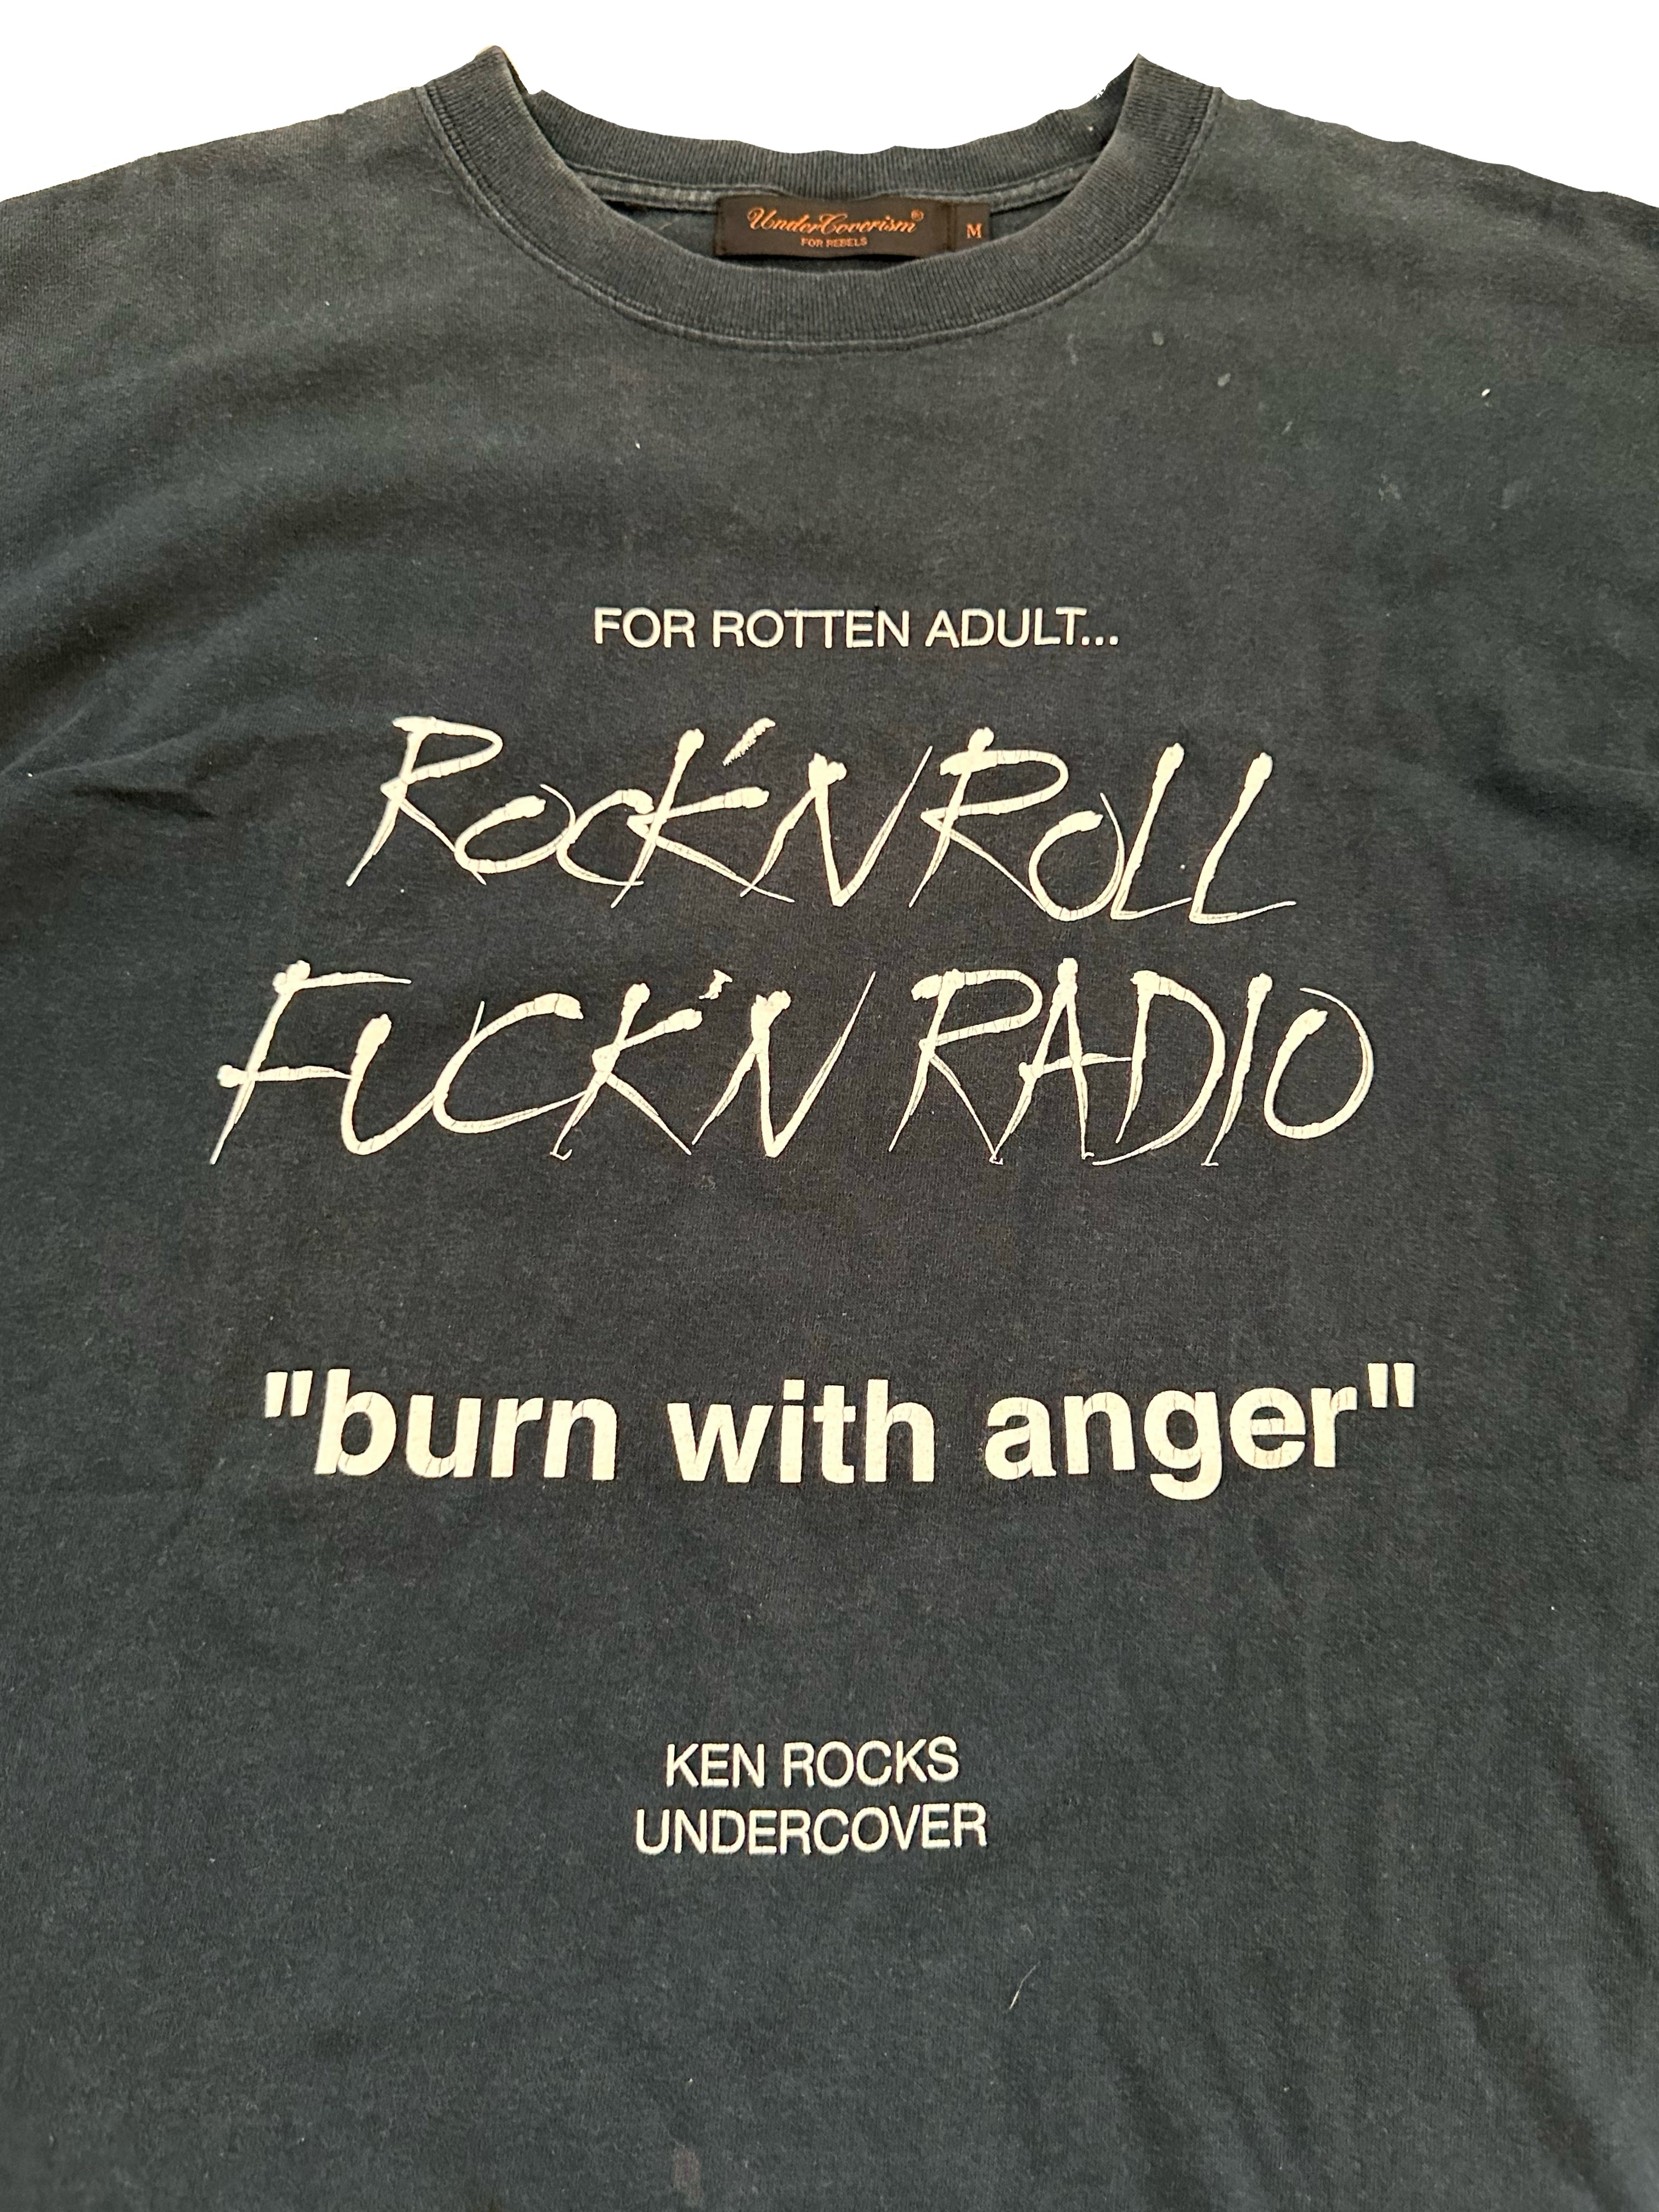 UnderCoverism® M
FOR REBELS
FOR ROTTEN ADULT...
ROCK'N ROLL
FUCK'N RADIO
"burn with anger"
KEN ROCKS
UNDERCOVER